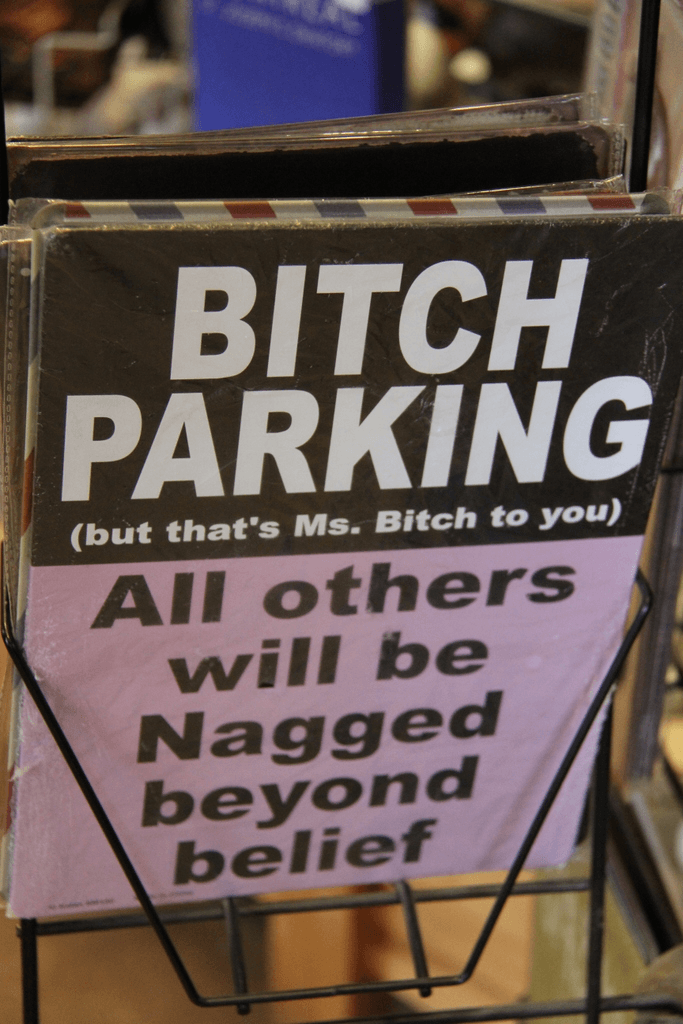 BITCH
PARKING
(but that's Ms. Bitch to you)
All others
will be
Nagged
beyond
belief